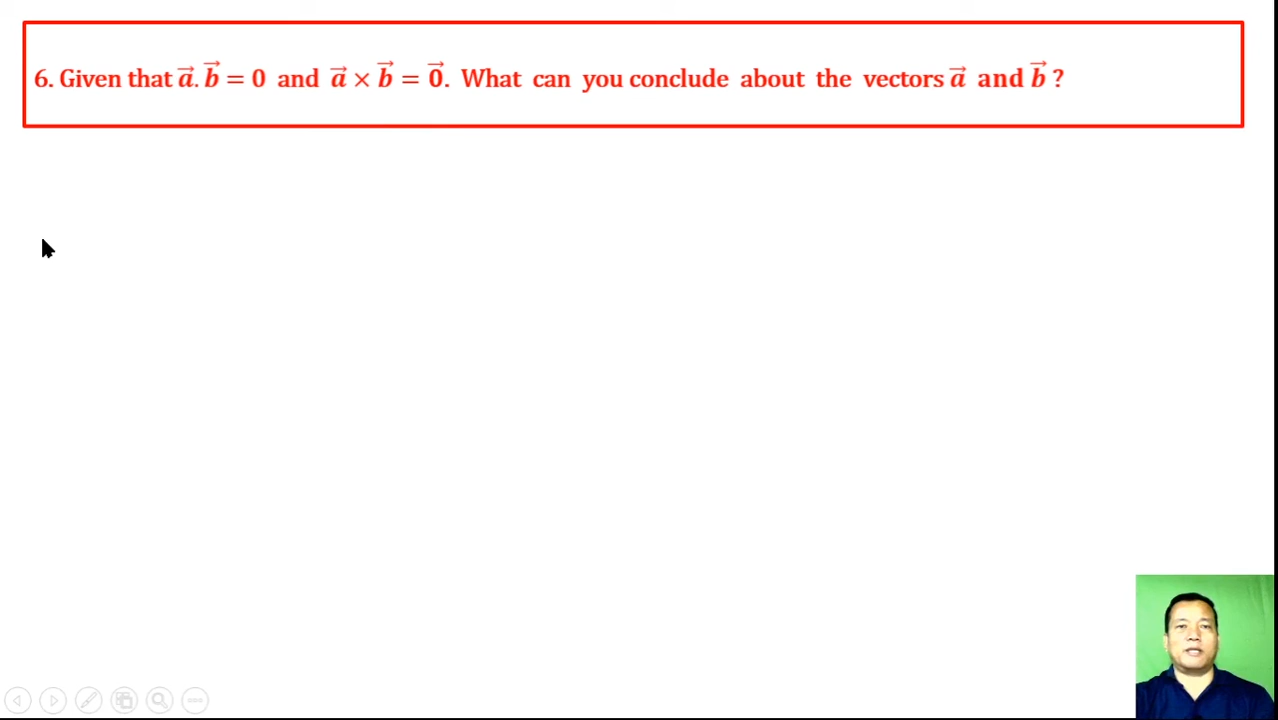 6. Given that a⃗. b⃗ = 0 and a⃗ × b⃗ = 0⃗. What can you conclude about the vectors a⃗ and b⃗ ?